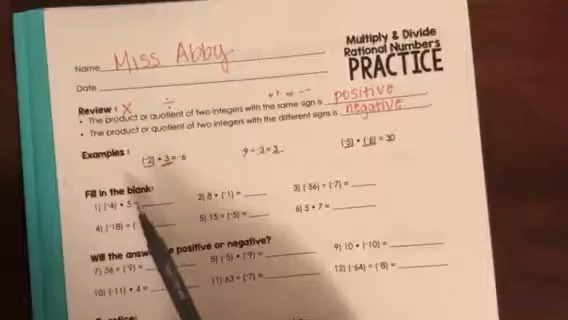 Multiply & Divide
Rational Numbers
PRACTICE
Name Miss Abby
Date
Review: × ÷
• The product or quotient of two integers with the same sign is positive
• The product or quotient of two integers with the different signs is negative
Examples:
(-2) • 3 = -6
(-5) • (-6) = 30
Fill in the blank:
1) (-4) • 5 =
2) 8 • (-1) =
3) (-56) ÷ (-7) =
4) (-18) ÷
5) 15 ÷ (-3) =
6) 5 • 7 =
Will the answe positive or negative?
7) 36 ÷ (-9) =
8) (-5) • (-9) =
9) 10 • (-10) =
10) (-11) • 4 =
11) 63 ÷ (-7) =
12) (-64) ÷ (-8) =